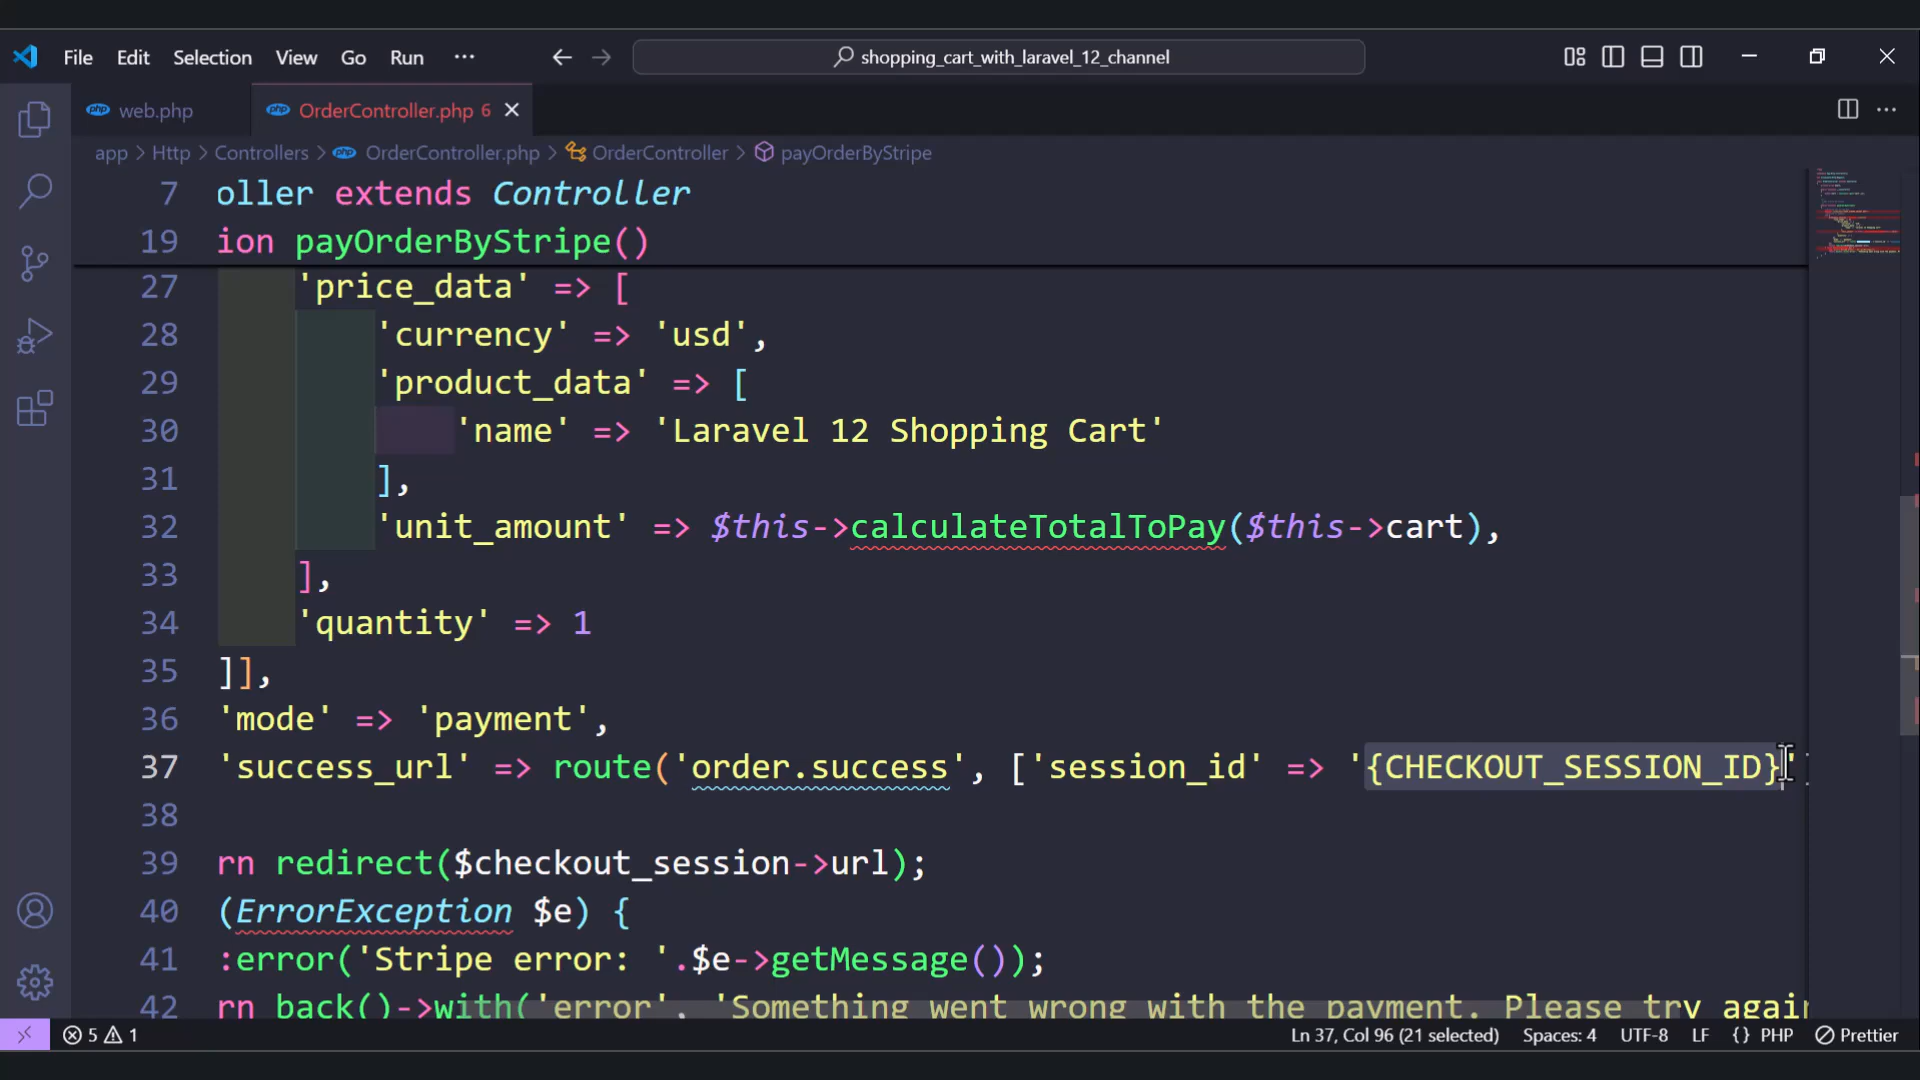 File Edit Selection View Go Run ··· shopping_cart_with_laravel_12_channel
php web.php php OrderController.php 6
app > Http > Controllers > php OrderController.php > OrderController > payOrderByStripe
7 oller extends Controller
19 ion payOrderByStripe()
27 'price_data' => [
28 'currency' => 'usd',
29 'product_data' => [
30 'name' => 'Laravel 12 Shopping Cart'
31 ],
32 'unit_amount' => $this->calculateTotalToPay($this->cart),
33 ],
34 'quantity' => 1
35 ]],
36 'mode' => 'payment',
37 'success_url' => route('order.success', ['session_id' => '{CHECKOUT_SESSION_ID}'
38
39 rn redirect($checkout_session->url);
40 (ErrorException $e) {
41 :error('Stripe error: '.$e->getMessage());
42 rn back()->with('error', 'Something went wrong with the payment. Please try again
5 1 Ln 37, Col 96 (21 selected) Spaces: 4 UTF-8 LF {} PHP Prettier